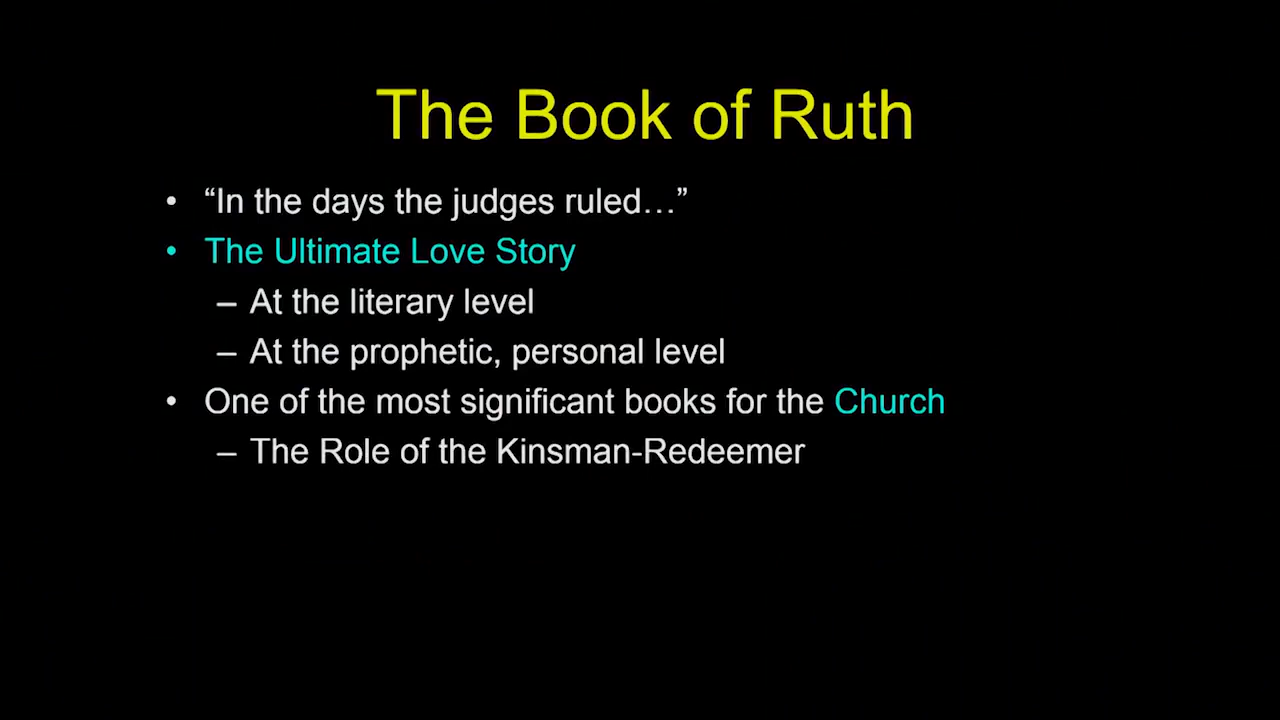 The Book of Ruth
• “In the days the judges ruled…”
• The Ultimate Love Story
– At the literary level
– At the prophetic, personal level
• One of the most significant books for the Church
– The Role of the Kinsman-Redeemer